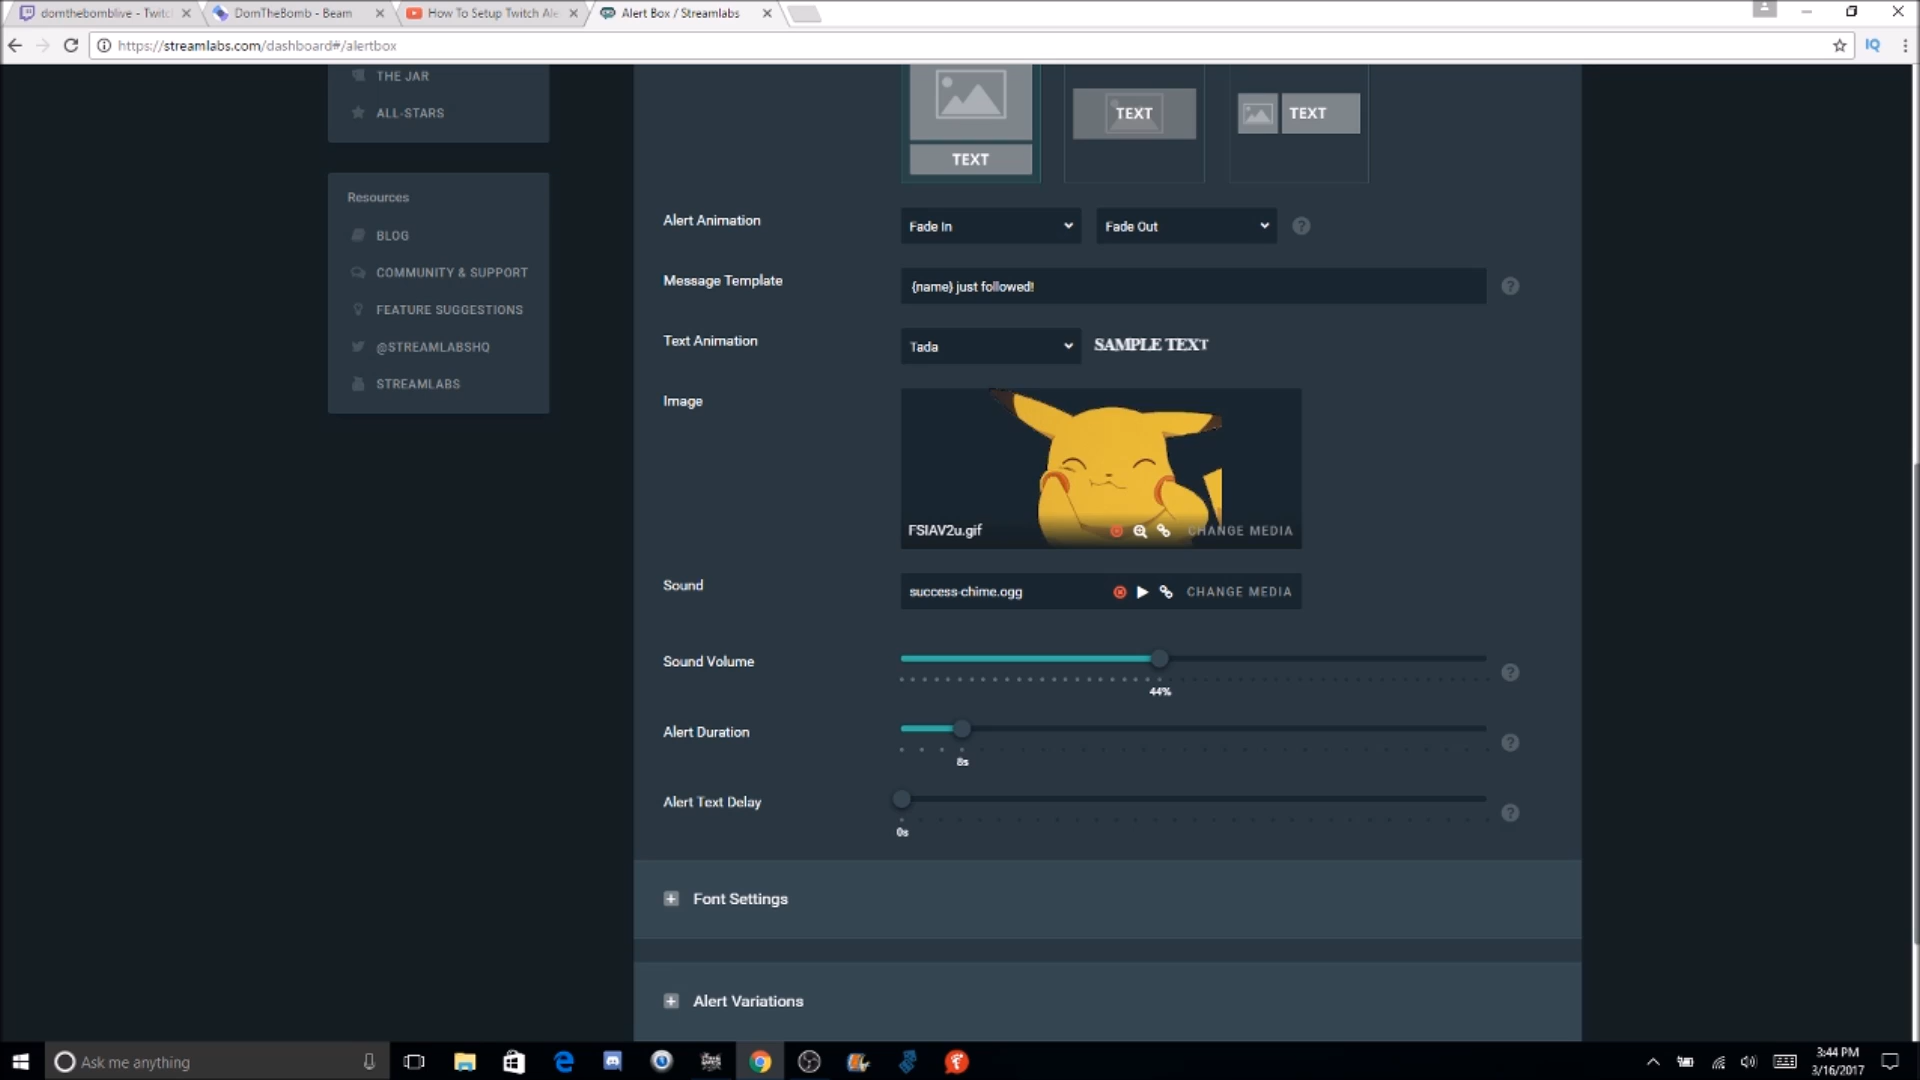 domthebomblive - Twitc
DomTheBomb - Beam
How To Setup Twitch Ale
Alert Box / Streamlabs
https://streamlabs.com/dashboard#/alertbox
IQ
THE JAR
ALL-STARS
Resources
BLOG
COMMUNITY & SUPPORT
FEATURE SUGGESTIONS
@STREAMLABSHQ
STREAMLABS
TEXT
TEXT
TEXT
Alert Animation
Fade In
Fade Out
?
Message Template
{name} just followed!
?
Text Animation
Tada
SAMPLE TEXT
Image
FSIAV2u.gif
CHANGE MEDIA
Sound
success-chime.ogg
CHANGE MEDIA
Sound Volume
?
44%
Alert Duration
?
8s
Alert Text Delay
?
0s
Font Settings
Alert Variations
Ask me anything
3:44 PM
3/16/2017